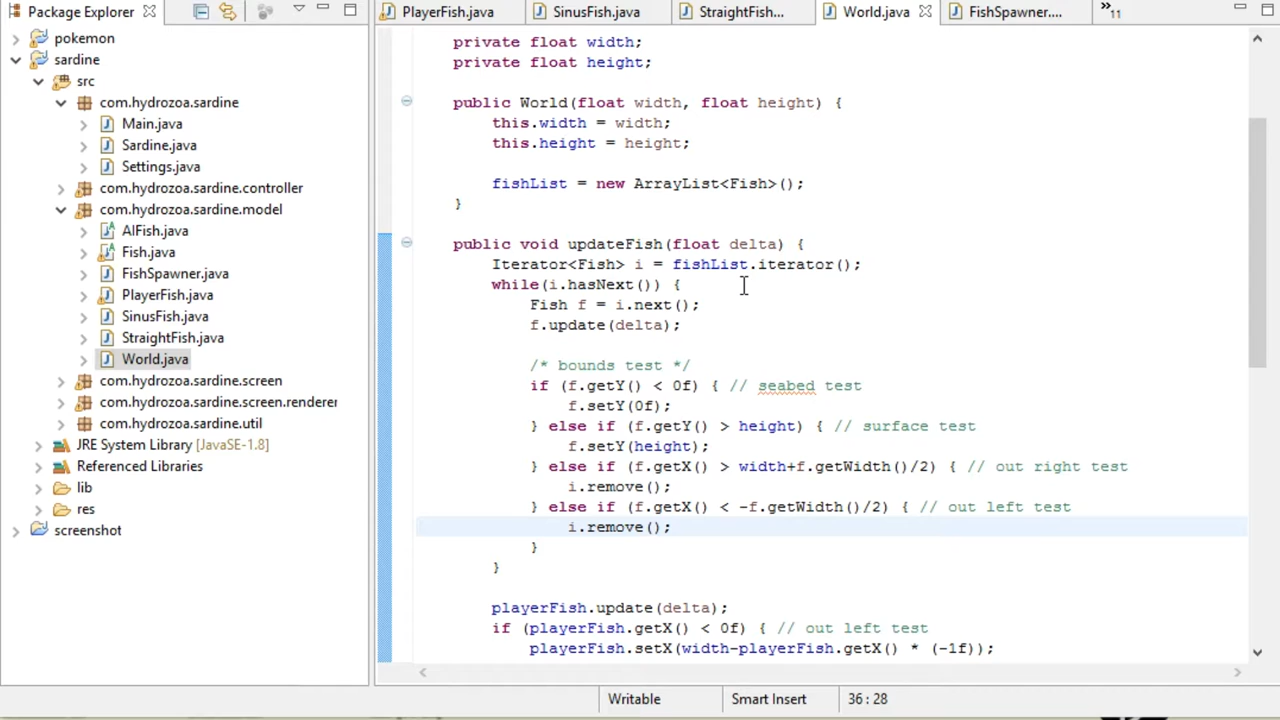 Package Explorer
PlayerFish.java
SinusFish.java
StraightFish....
World.java
FishSpawner....
»11
pokemon
sardine
src
com.hydrozoa.sardine
Main.java
Sardine.java
Settings.java
com.hydrozoa.sardine.controller
com.hydrozoa.sardine.model
AIFish.java
Fish.java
FishSpawner.java
PlayerFish.java
SinusFish.java
StraightFish.java
World.java
com.hydrozoa.sardine.screen
com.hydrozoa.sardine.screen.renderer
com.hydrozoa.sardine.util
JRE System Library [JavaSE-1.8]
Referenced Libraries
lib
res
screenshot
private float width;
private float height;
public World(float width, float height) {
this.width = width;
this.height = height;
fishList = new ArrayList<Fish>();
}
public void updateFish(float delta) {
Iterator<Fish> i = fishList.iterator();
while(i.hasNext()) {
Fish f = i.next();
f.update(delta);
/* bounds test */
if (f.getY() < 0f) { // seabed test
f.setY(0f);
} else if (f.getY() > height) { // surface test
f.setY(height);
} else if (f.getX() > width+f.getWidth()/2) { // out right test
i.remove();
} else if (f.getX() < -f.getWidth()/2) { // out left test
i.remove();
}
}
playerFish.update(delta);
if (playerFish.getX() < 0f) { // out left test
playerFish.setX(width-playerFish.getX() * (-1f));
Writable
Smart Insert
36 : 28